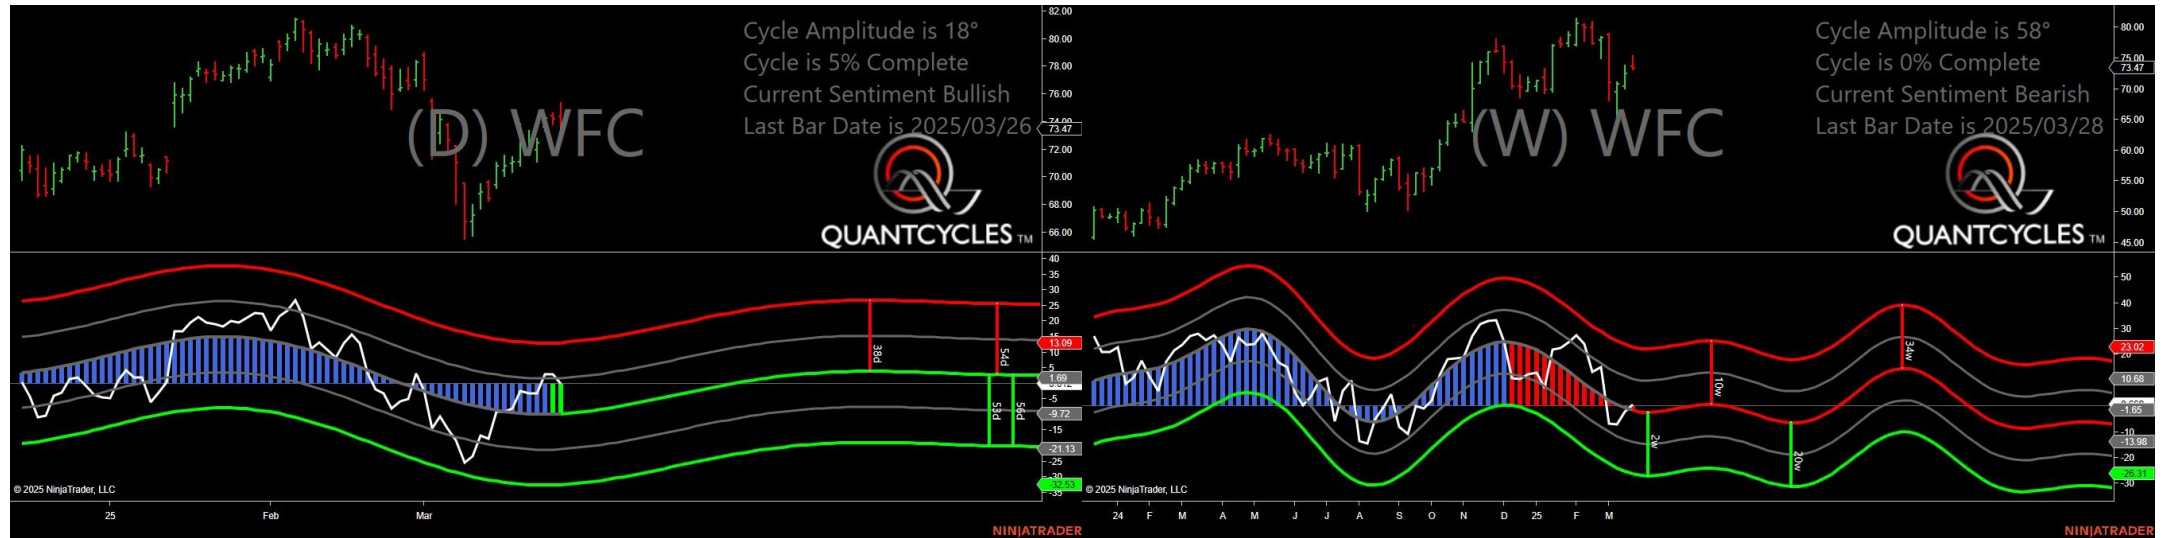 Cycle Amplitude is 18°
Cycle is 5% Complete
Current Sentiment Bullish
Last Bar Date is 2025/03/26
(D) WFC
QUANTCYCLES TM
82.00
80.00
78.00
76.00
74.00
73.47
72.00
70.00
68.00
66.00
40
35
30
25
20
15
13.09
10
5
1.69
-5
-9.72
-15
-21.13
-25
-32.53
-35
38d
54d
53d
56d
© 2025 NinjaTrader, LLC
25 Feb Mar
NINJATRADER
Cycle Amplitude is 58°
Cycle is 0% Complete
Current Sentiment Bearish
Last Bar Date is 2025/03/28
(W) WFC
QUANTCYCLES TM
80.00
75.00
73.47
70.00
65.00
60.00
55.00
50.00
45.00
50
40
30
23.02
20
10.68
-1.65
-10
-13.98
-20
-26.31
-30
10w
34w
2w
20w
© 2025 NinjaTrader, LLC
24 F M A M J J A S O N D 25 F M
NINJATRADER